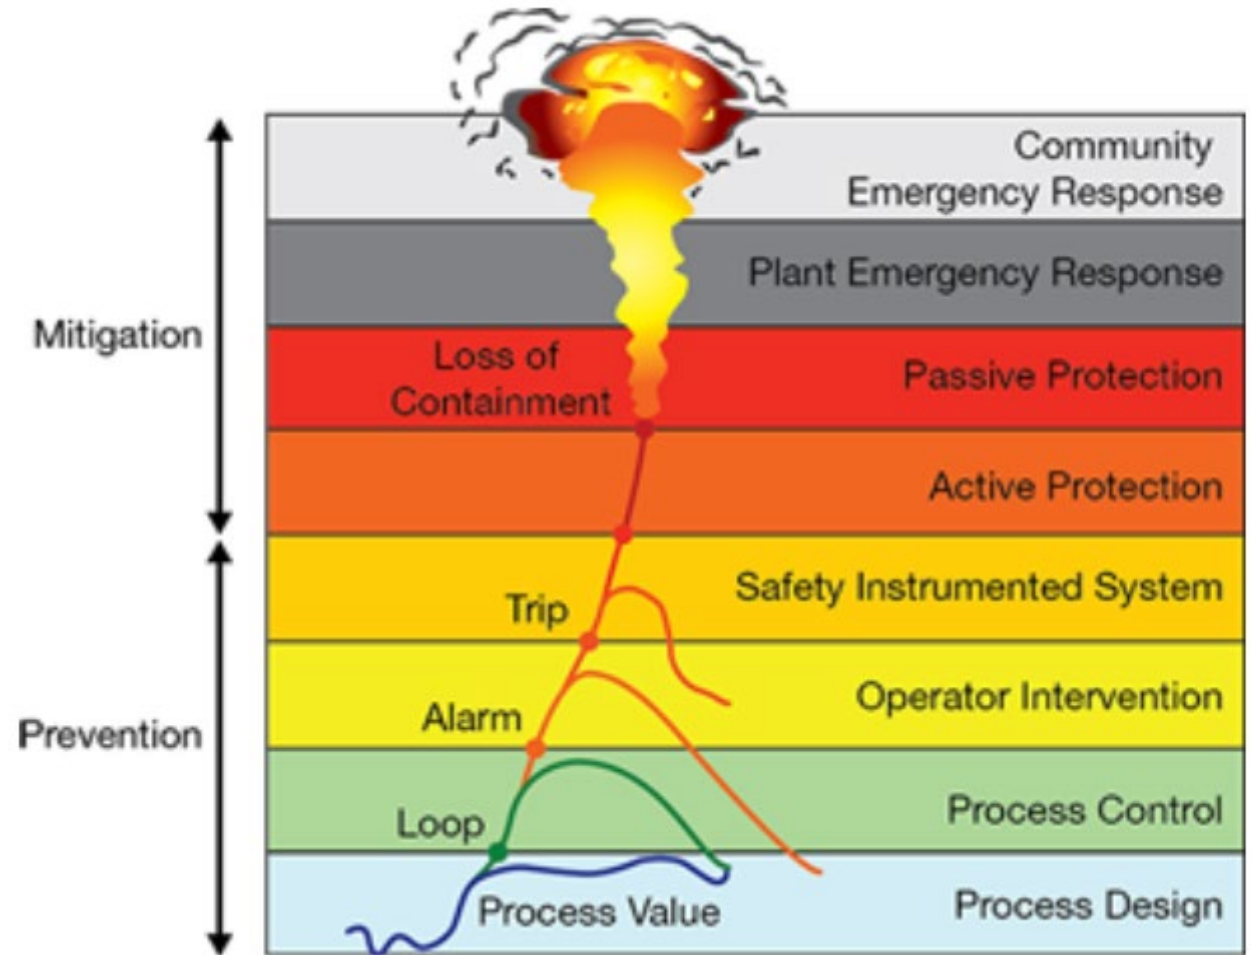 Community
Emergency Response
Plant Emergency Response
Mitigation
Loss of
Containment
Passive Protection
Active Protection
Safety Instrumented System
Trip
Operator Intervention
Alarm
Prevention
Process Control
Loop
Process Value
Process Design